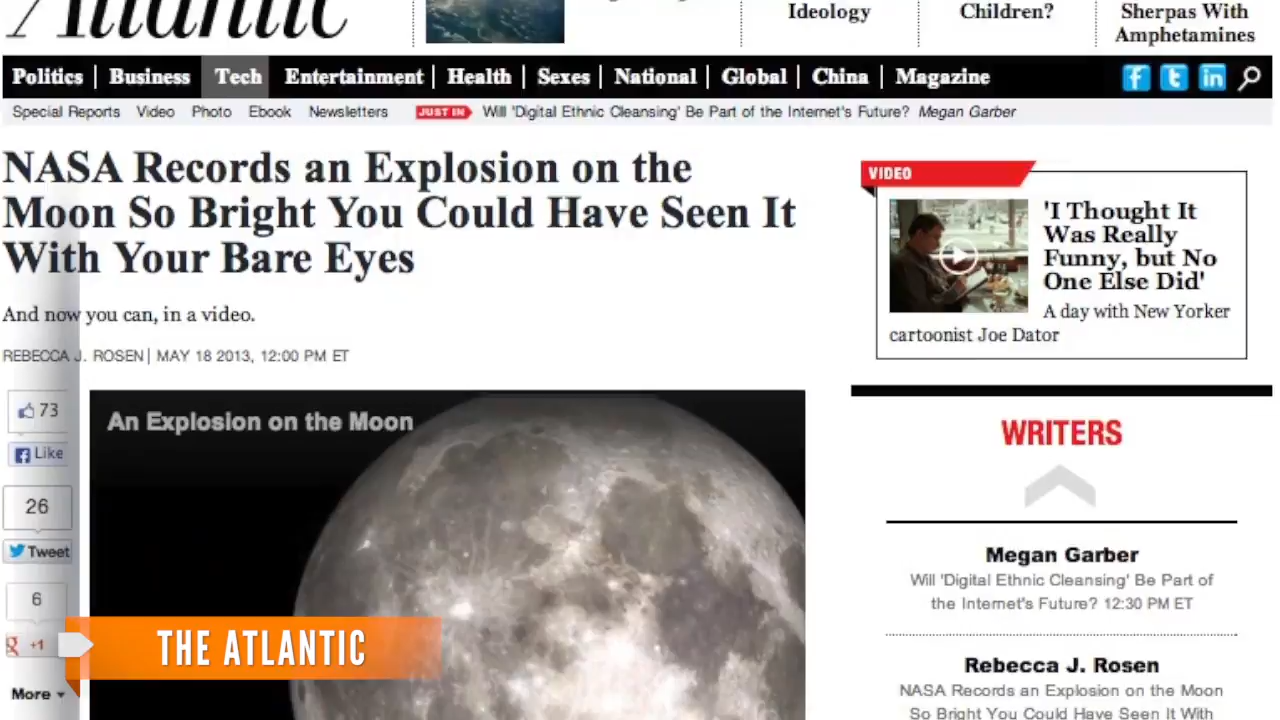 Atlantic
Ideology
Children?
Sherpas With
Amphetamines
Politics | Business Tech Entertainment | Health | Sexes | National | Global | China | Magazine
Special Reports Video Photo Ebook Newsletters JUST IN Will 'Digital Ethnic Cleansing' Be Part of the Internet's Future? Megan Garber
NASA Records an Explosion on the
Moon So Bright You Could Have Seen It
With Your Bare Eyes
And now you can, in a video.
REBECCA J. ROSEN | MAY 18 2013, 12:00 PM ET
73
Like
26
Tweet
6
+1
More
An Explosion on the Moon
THE ATLANTIC
VIDEO
'I Thought It
Was Really
Funny, but No
One Else Did'
A day with New Yorker
cartoonist Joe Dator
WRITERS
Megan Garber
Will 'Digital Ethnic Cleansing' Be Part of
the Internet's Future? 12:30 PM ET
Rebecca J. Rosen
NASA Records an Explosion on the Moon
So Bright You Could Have Seen It With